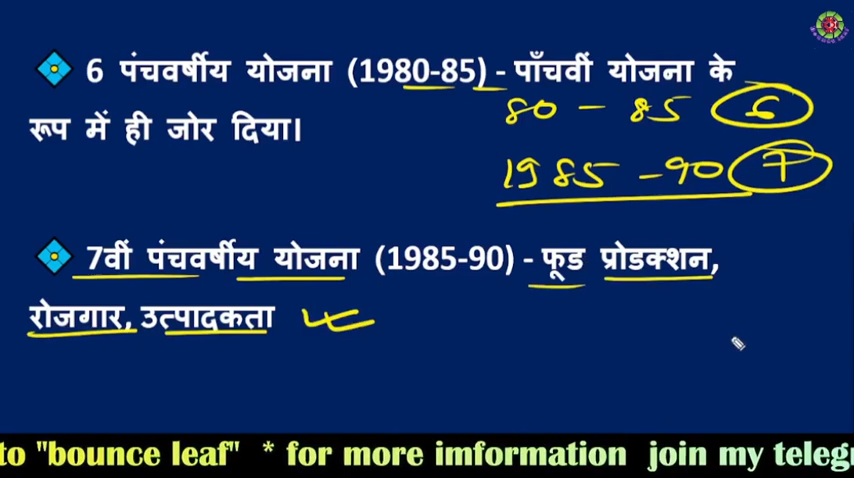 6 पंचवर्षीय योजना (1980-85) - पाँचवीं योजना के
80 - 85 6
रूप में ही जोर दिया।
1985 - 90 7
7वीं पंचवर्षीय योजना (1985-90) - फूड प्रोडक्शन,
रोजगार, उत्पादकता
to "bounce leaf" * for more imformation join my telegr